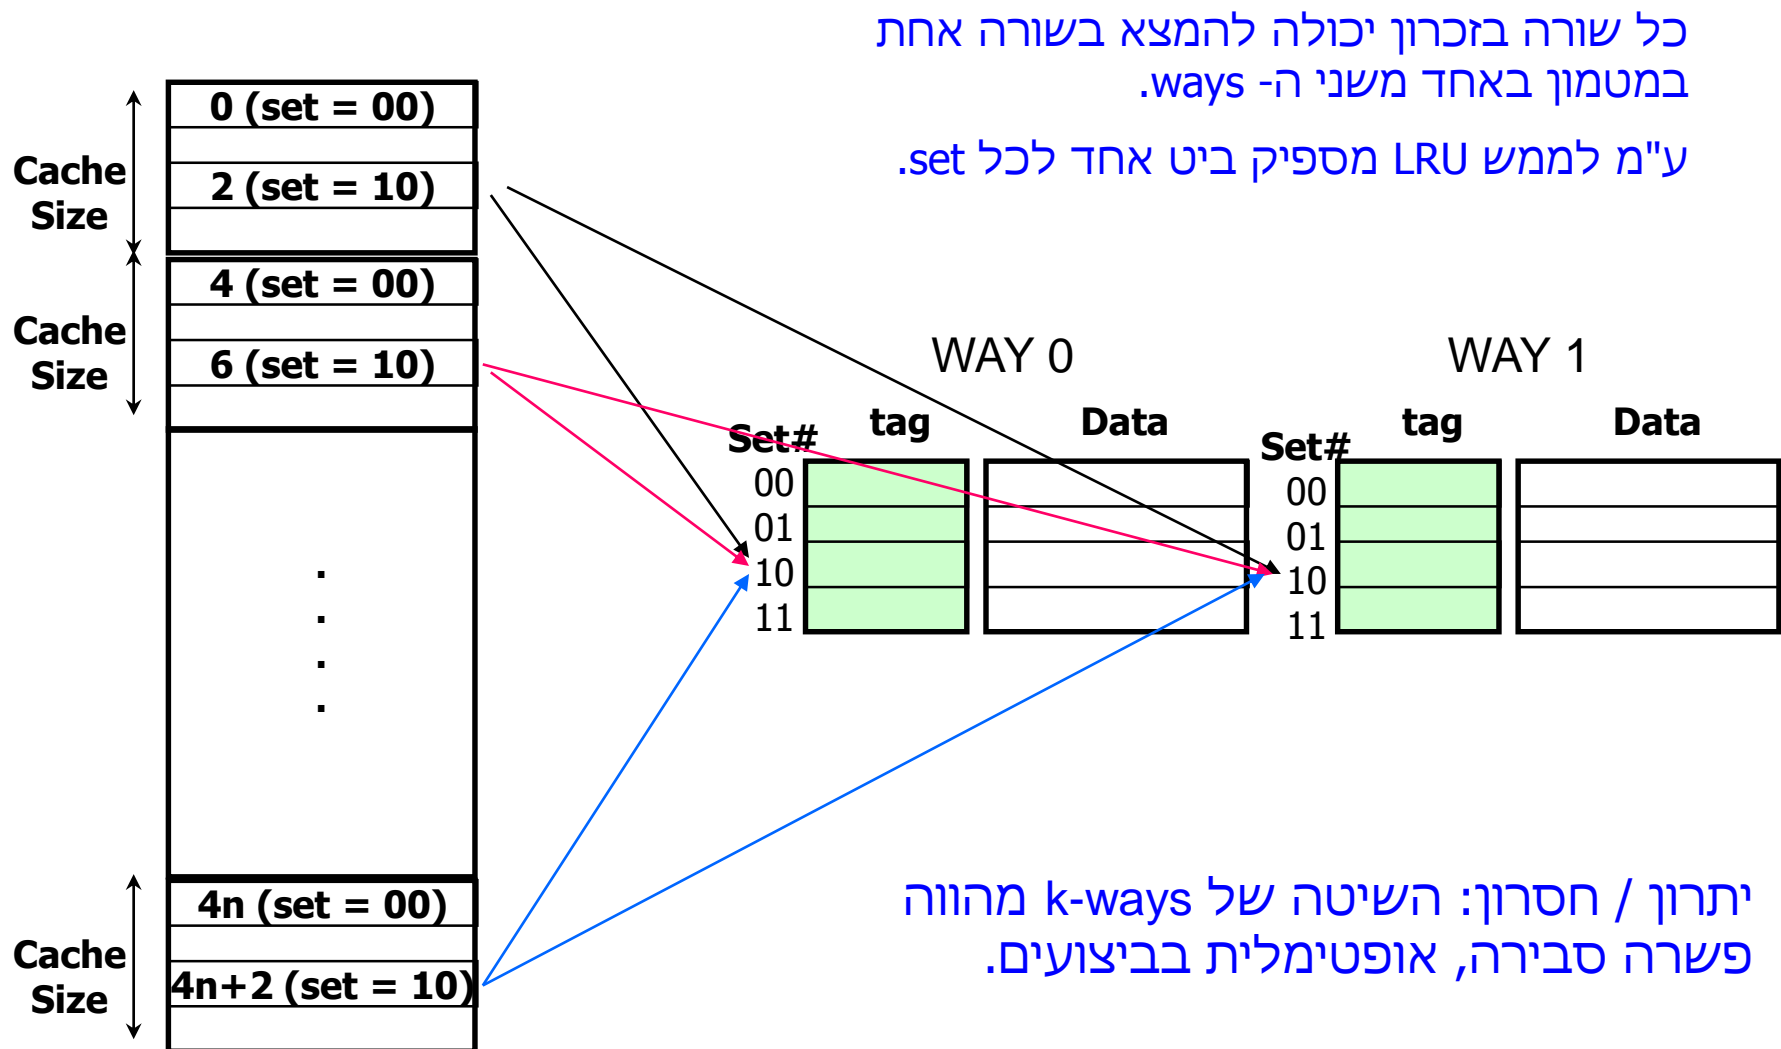 כל שורה בזכרון יכולה להמצא בשורה אחת
במטמון באחד משני ה- ways.
ע"מ לממש LRU מספיק ביט אחד לכל set.
Cache
Size
0 (set = 00)
2 (set = 10)
Cache
Size
4 (set = 00)
6 (set = 10)
.
.
.
.
Cache
Size
4n (set = 00)
4n+2 (set = 10)
WAY 0
Set#
tag
Data
00
01
10
11
WAY 1
Set#
tag
Data
00
01
10
11
יתרון / חסרון: השיטה של k-ways מהווה
פשרה סבירה, אופטימלית בביצועים.